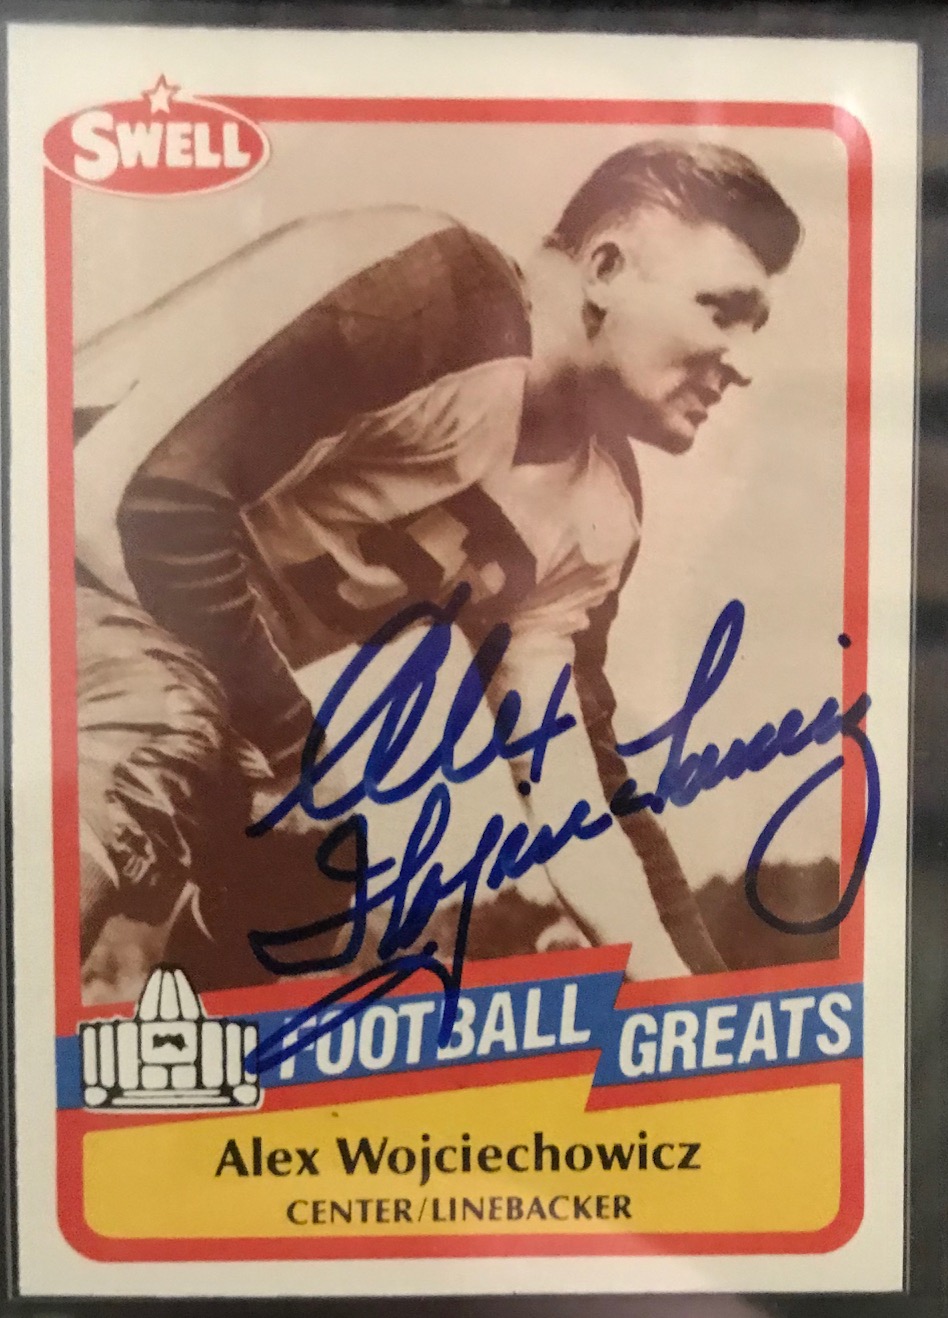 SWELL
Alex
Wojciechowicz
FOOTBALL GREATS
Alex Wojciechowicz
CENTER/LINEBACKER